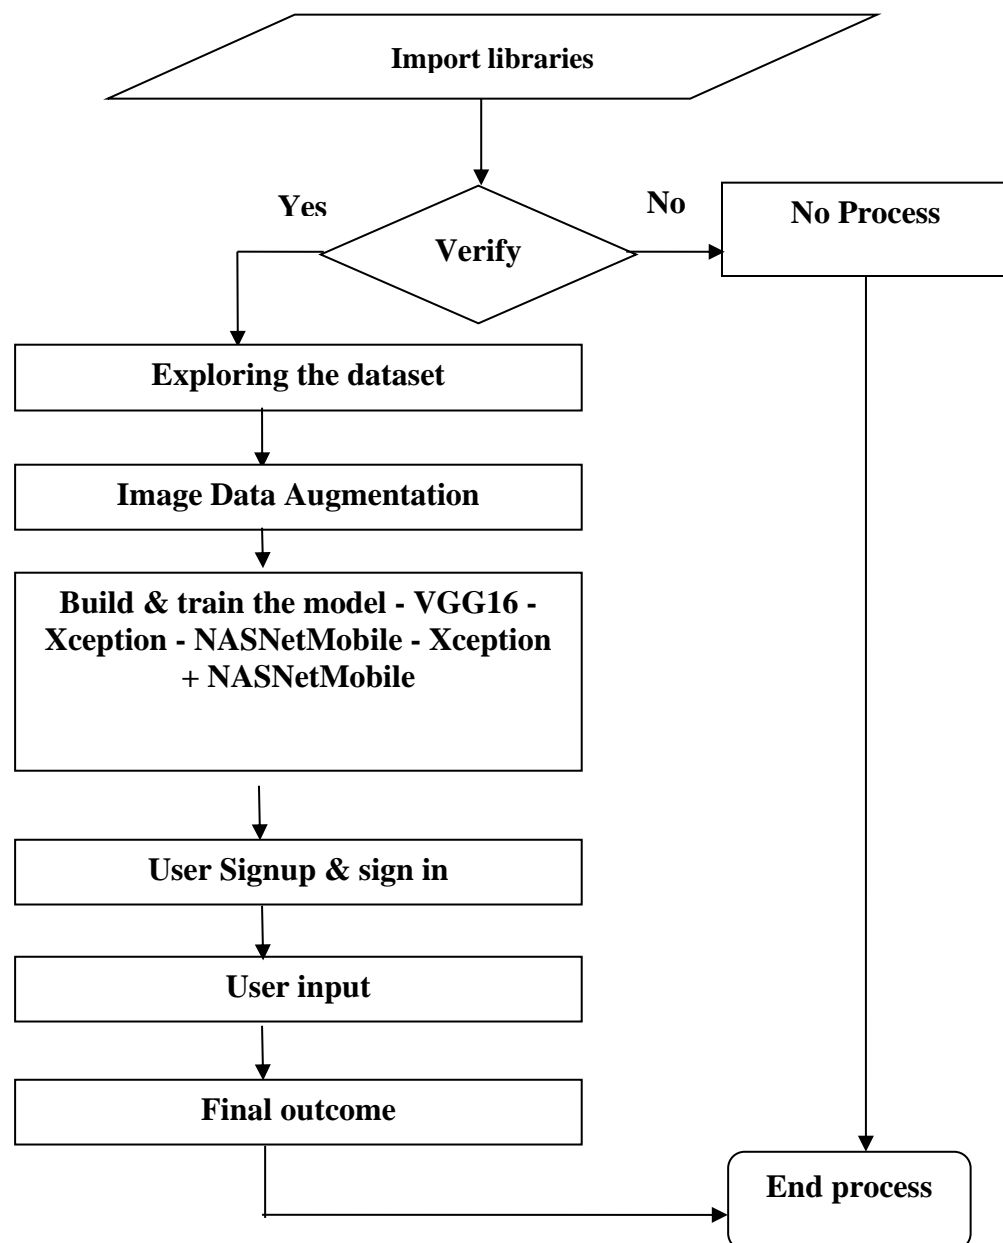 Import libraries
Yes
No
No Process
Verify
Exploring the dataset
Image Data Augmentation
Build & train the model - VGG16 -
Xception - NASNetMobile - Xception
+ NASNetMobile
User Signup & sign in
User input
Final outcome
End process